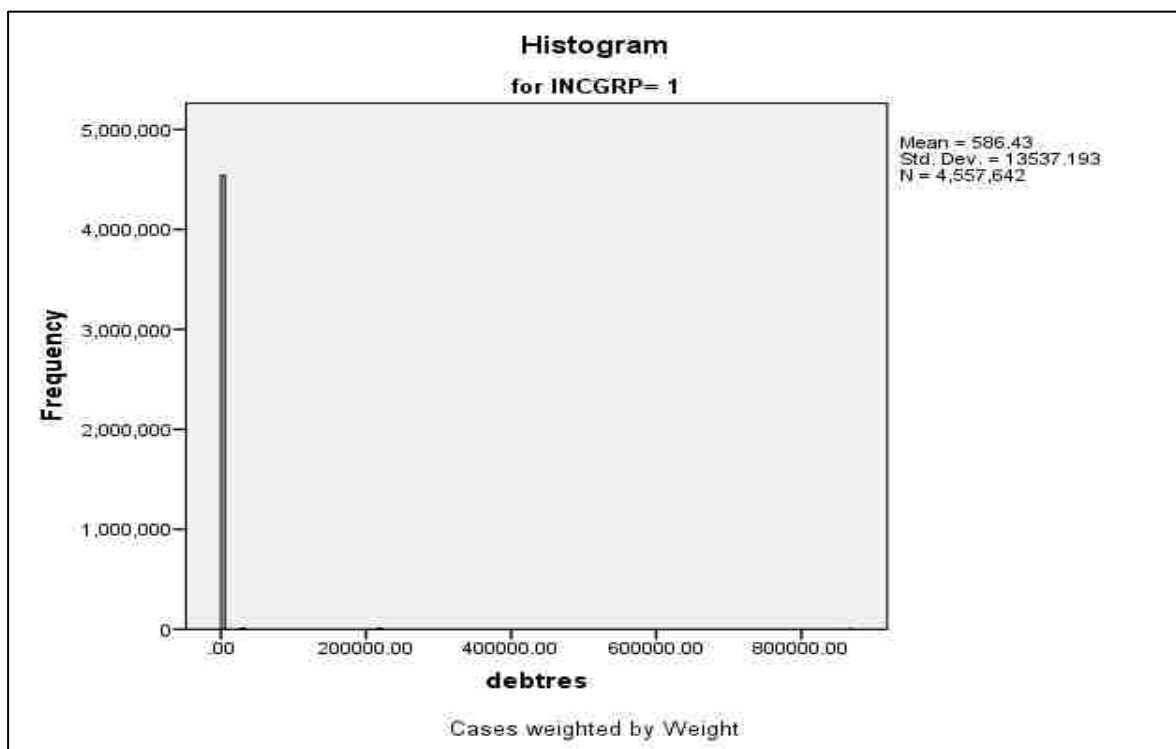 Histogram
for INCGRP= 1
5,000,000
4,000,000
3,000,000
2,000,000
1,000,000
0
Frequency
.00
200000.00
400000.00
600000.00
800000.00
debtres
Cases weighted by Weight
Mean = 586.43
Std. Dev. = 13537.193
N = 4,557,642